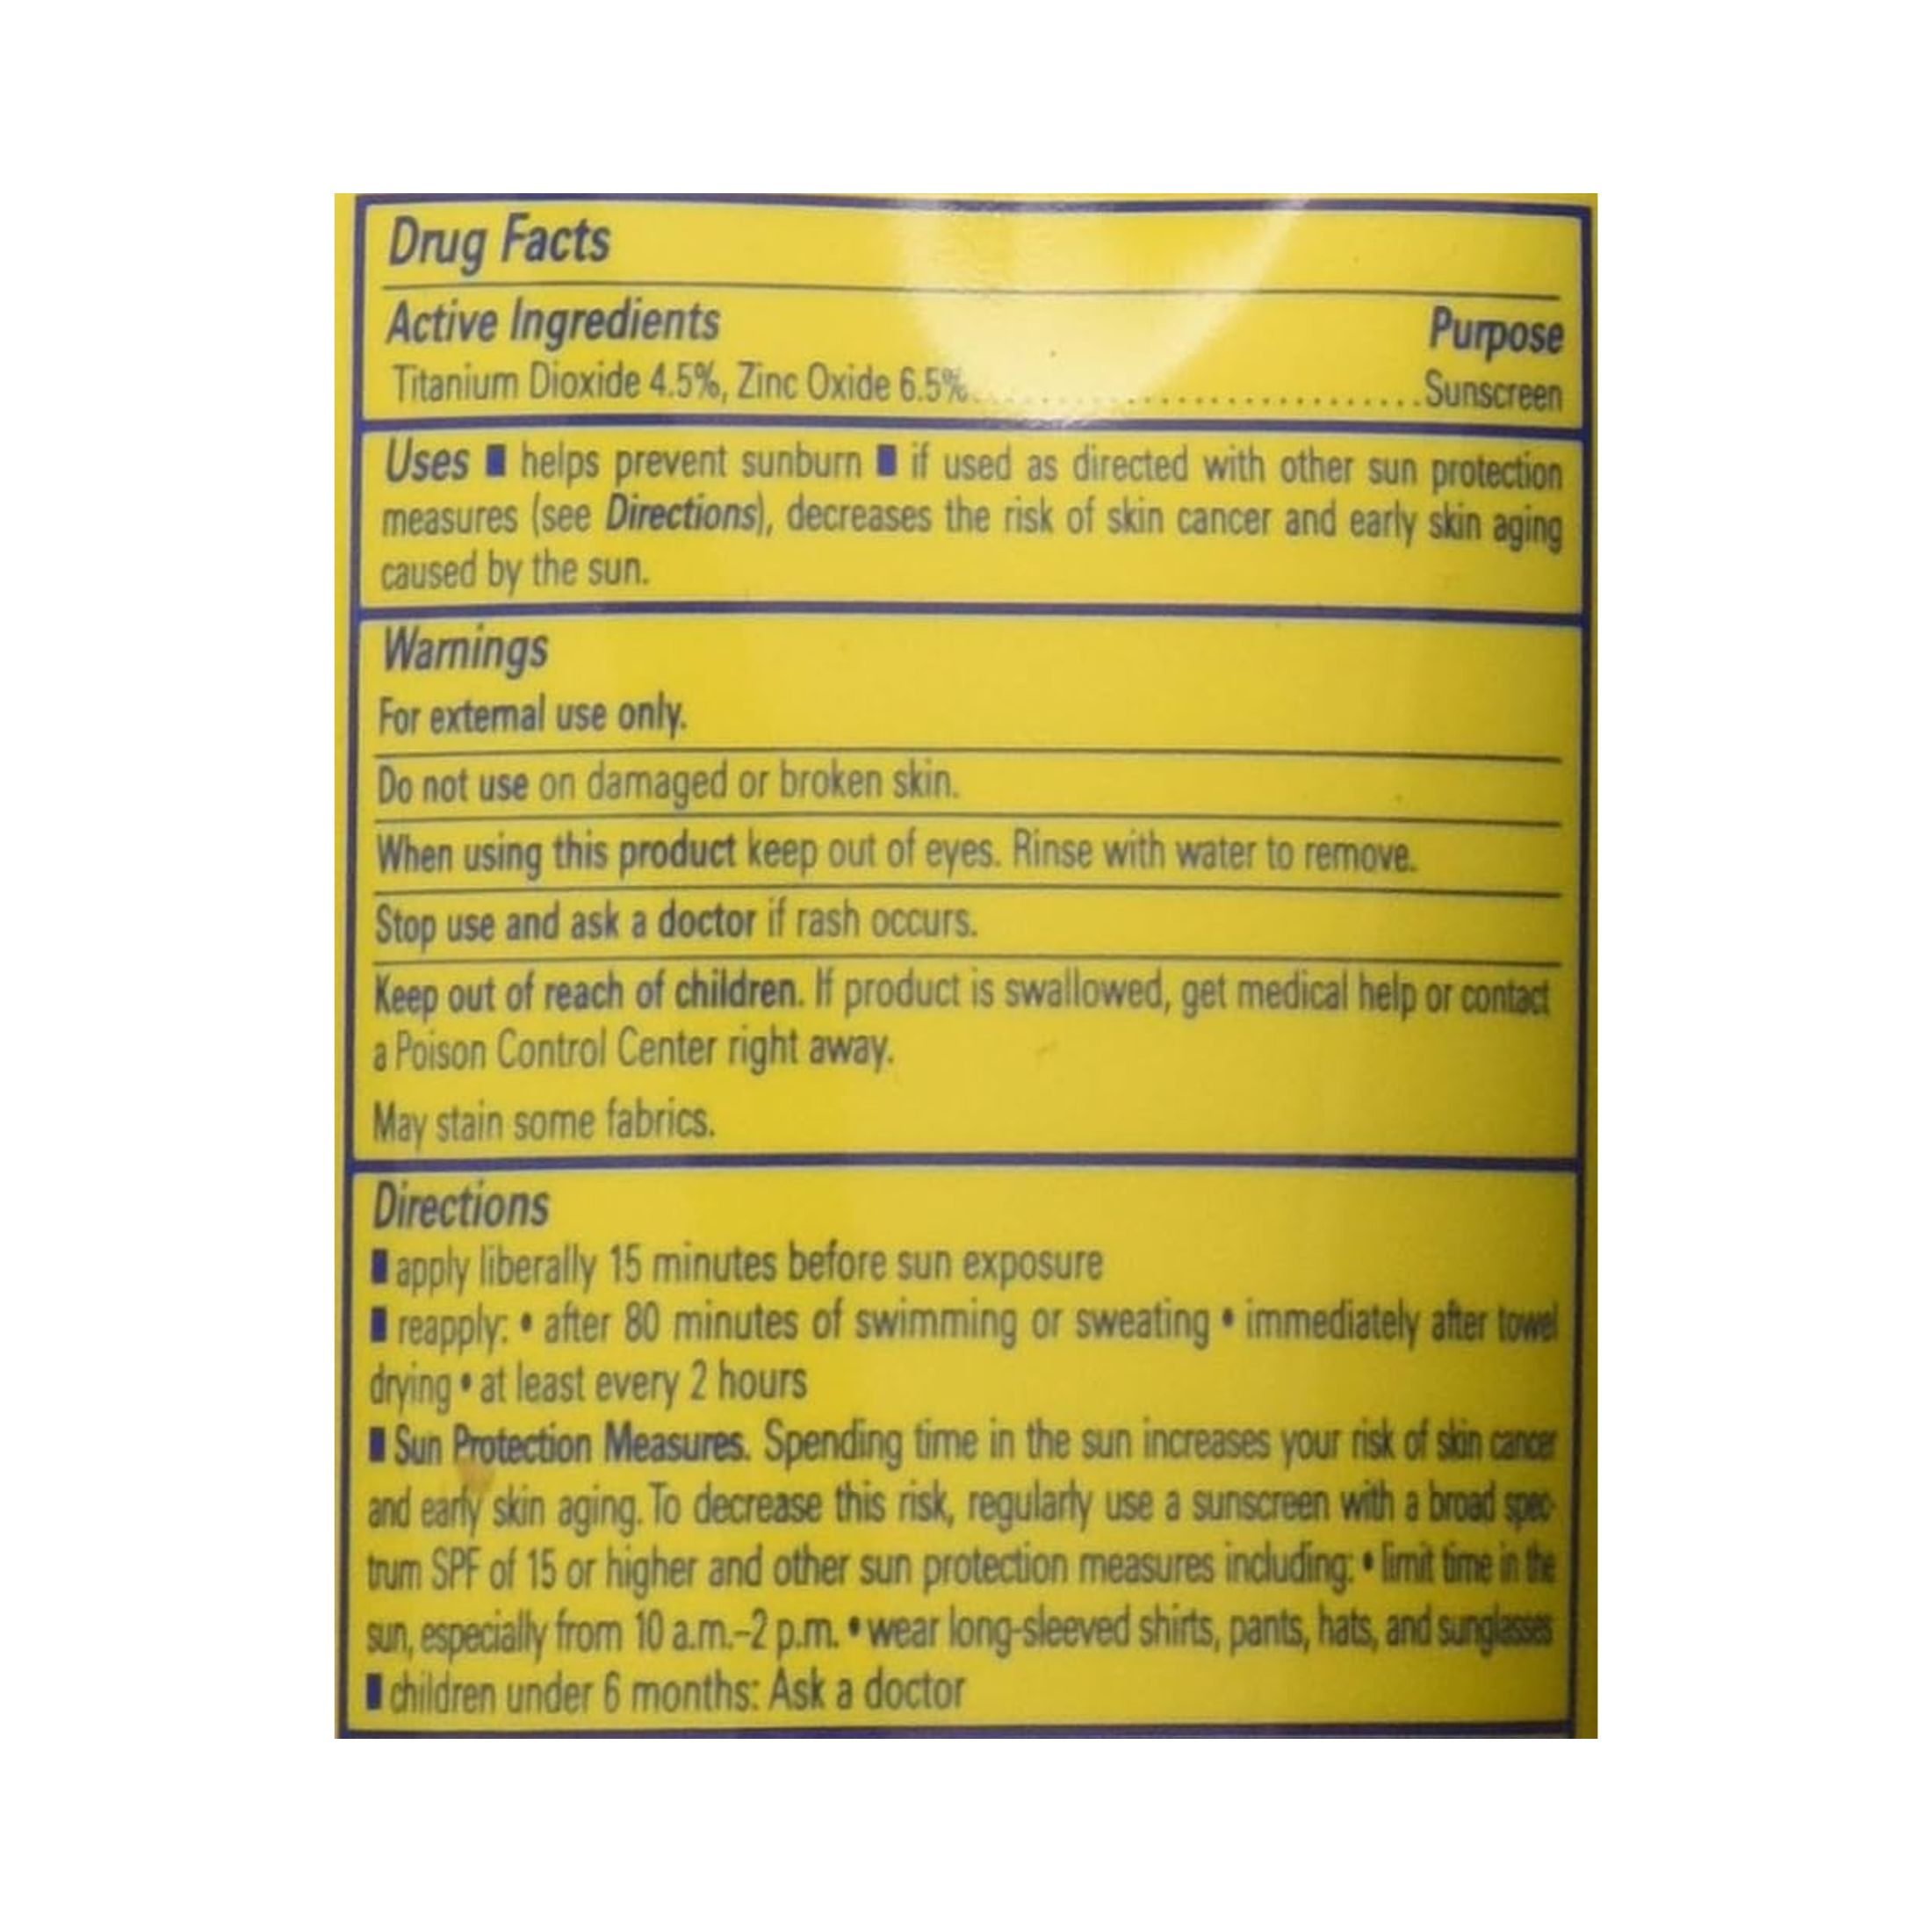 Drug Facts
Active Ingredients Purpose
Titanium Dioxide 4.5%, Zinc Oxide 6.5%..............................Sunscreen
Uses ▮ helps prevent sunburn ▮ if used as directed with other sun protection
measures (see Directions), decreases the risk of skin cancer and early skin aging
caused by the sun.
Warnings
For external use only.
Do not use on damaged or broken skin.
When using this product keep out of eyes. Rinse with water to remove.
Stop use and ask a doctor if rash occurs.
Keep out of reach of children. If product is swallowed, get medical help or contact
a Poison Control Center right away.
May stain some fabrics.
Directions
▮ apply liberally 15 minutes before sun exposure
▮ reapply: • after 80 minutes of swimming or sweating • immediately after towel
drying • at least every 2 hours
▮ Sun Protection Measures. Spending time in the sun increases your risk of skin cancer
and early skin aging. To decrease this risk, regularly use a sunscreen with a broad spec-
trum SPF of 15 or higher and other sun protection measures including: • limit time in the
sun, especially from 10 a.m.–2 p.m. • wear long-sleeved shirts, pants, hats, and sunglasses
▮ children under 6 months: Ask a doctor